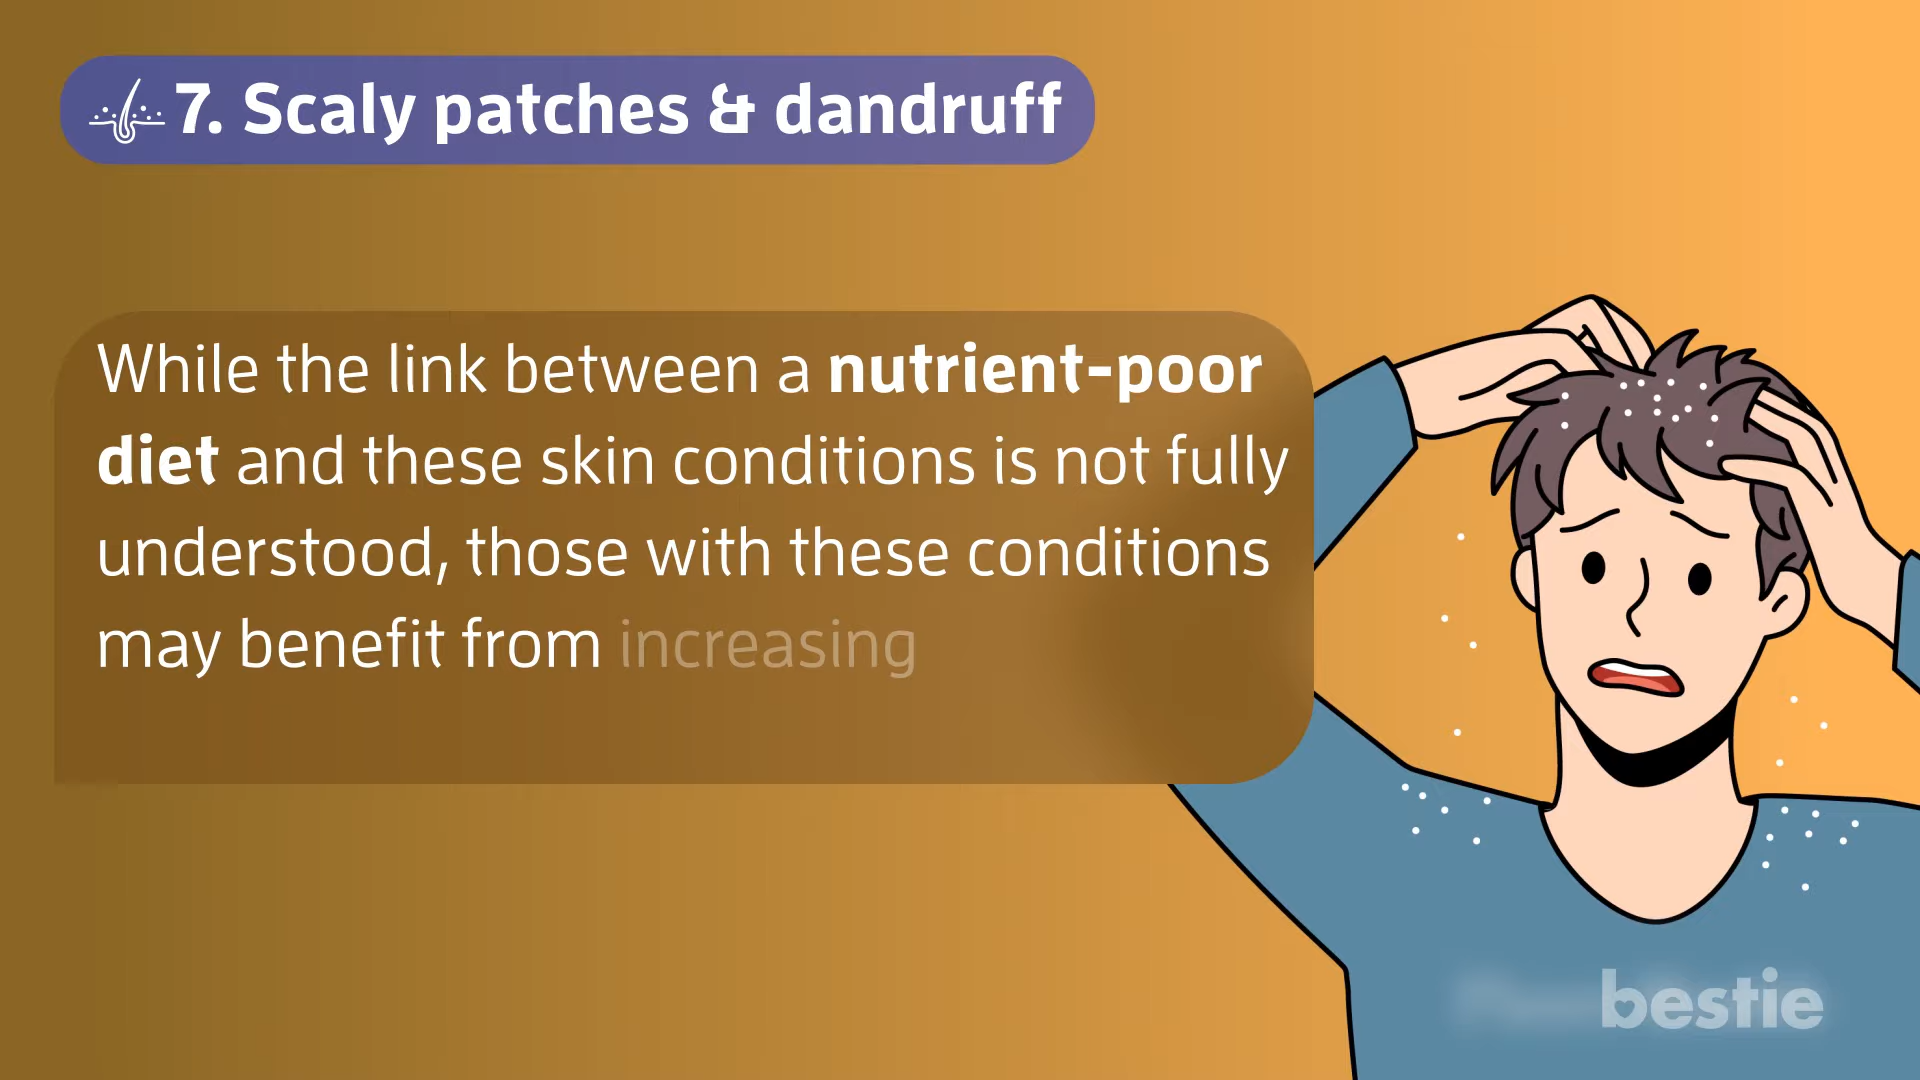 7. Scaly patches & dandruff
While the link between a nutrient-poor
diet and these skin conditions is not fully
understood, those with these conditions
may benefit from increasing
bestie